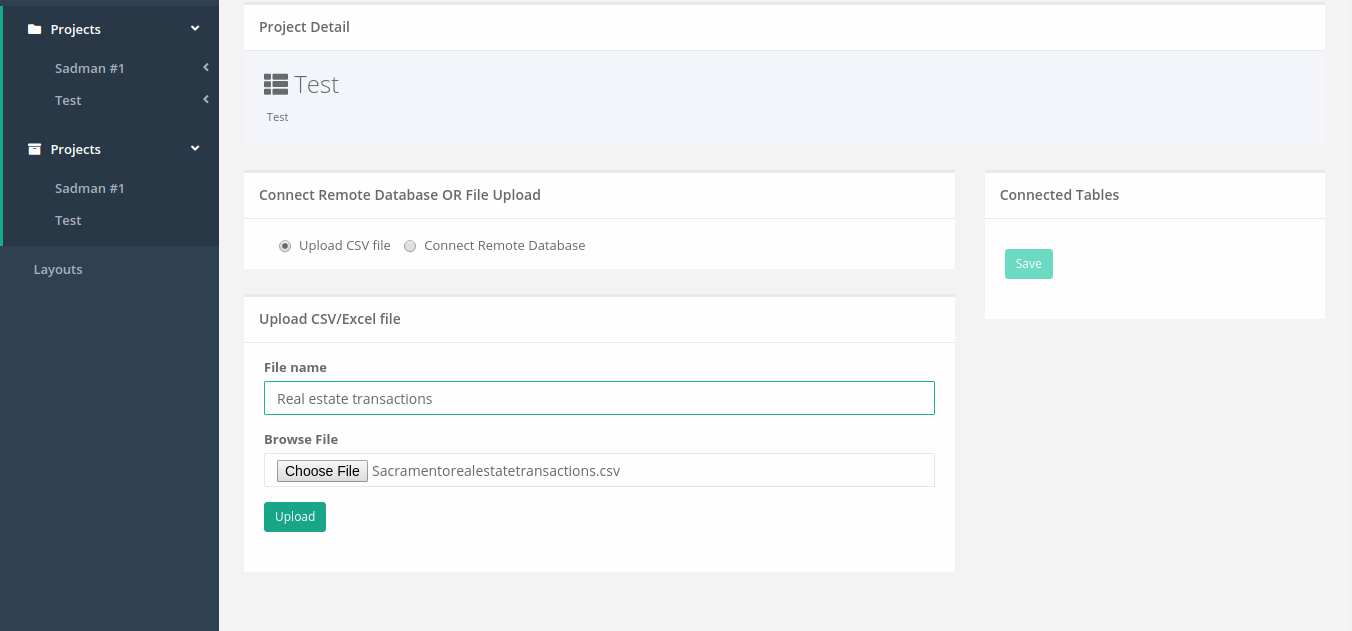 Projects
Sadman #1
Test
Projects
Sadman #1
Test
Layouts
Project Detail
Test
Test
Connect Remote Database OR File Upload
Upload CSV file Connect Remote Database
Upload CSV/Excel file
File name
Real estate transactions
Browse File
Choose File Sacramentorealestatetransactions.csv
Upload
Connected Tables
Save